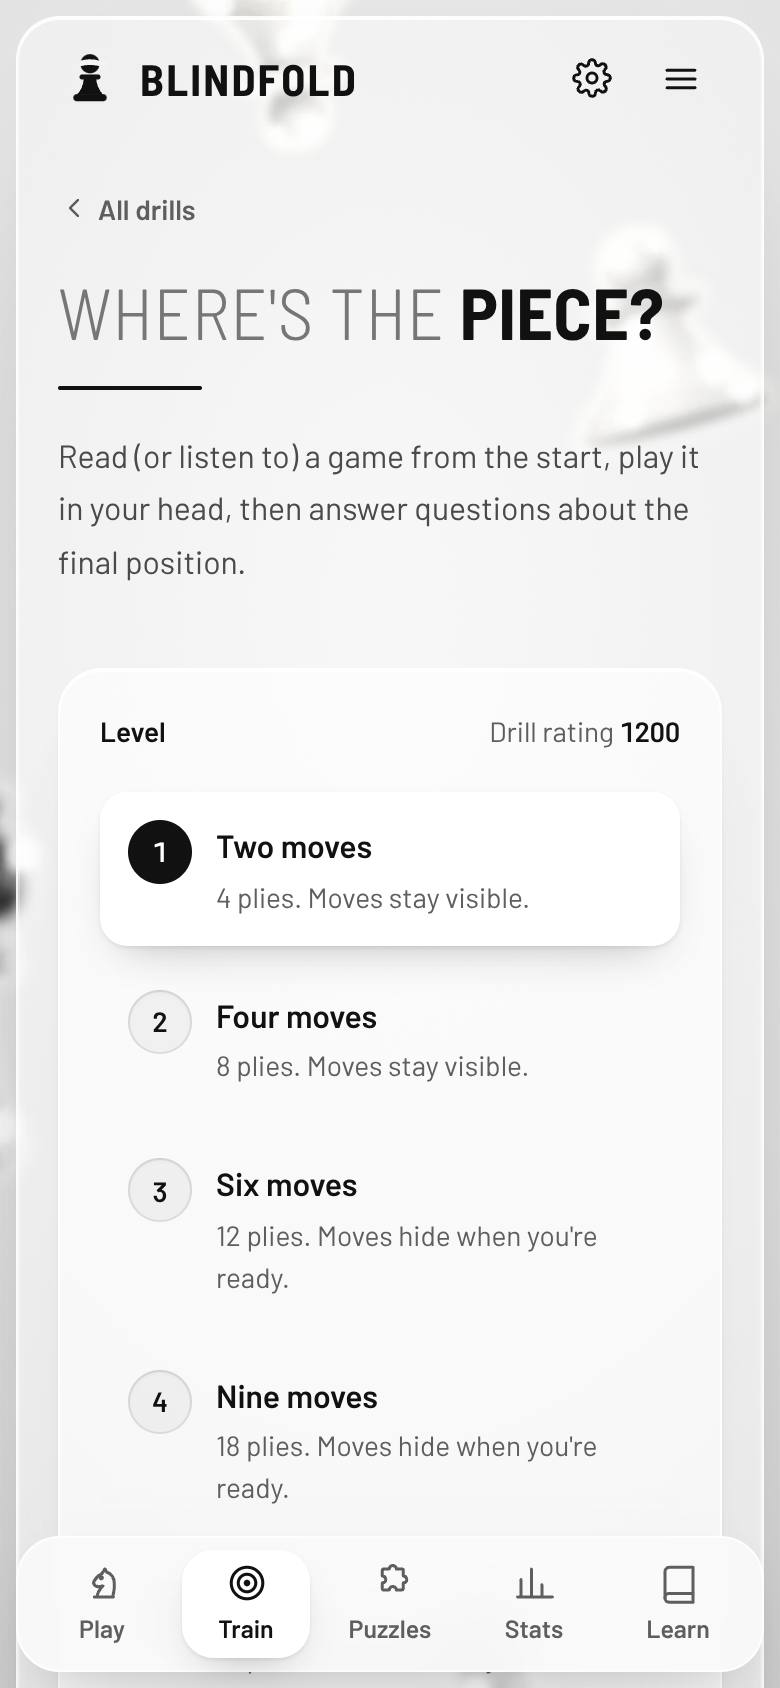 BLINDFOLD
All drills
WHERE'S THE PIECE?
Read (or listen to) a game from the start, play it
in your head, then answer questions about the
final position.
Level
Drill rating 1200
1
Two moves
4 plies. Moves stay visible.
2
Four moves
8 plies. Moves stay visible.
3
Six moves
12 plies. Moves hide when you're
ready.
4
Nine moves
18 plies. Moves hide when you're
ready.
Play
Train
Puzzles
Stats
Learn